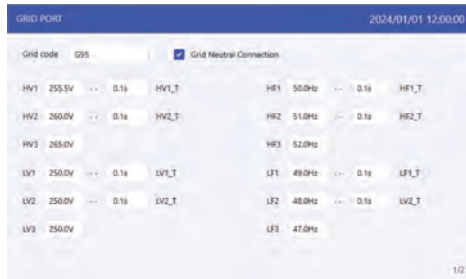 GRID PORT 2024/01/01 12:00:00
Grid code G95 Grid Neutral Connection
HV1 255.5V --- 0.1s HV1_T HF1 50.0Hz --- 0.1s HF1_T
HV2 260.0V --- 0.1s HV2_T HF2 51.0Hz --- 0.1s HF2_T
HV3 265.0V HF3 52.0Hz
LV1 250.0V --- 0.1s LV1_T LF1 49.0Hz --- 0.1s LF1_T
LV2 250.0V --- 0.1s LV2_T LF2 48.0Hz --- 0.1s LV2_T
LV3 250.0V LF3 47.0Hz
1/2